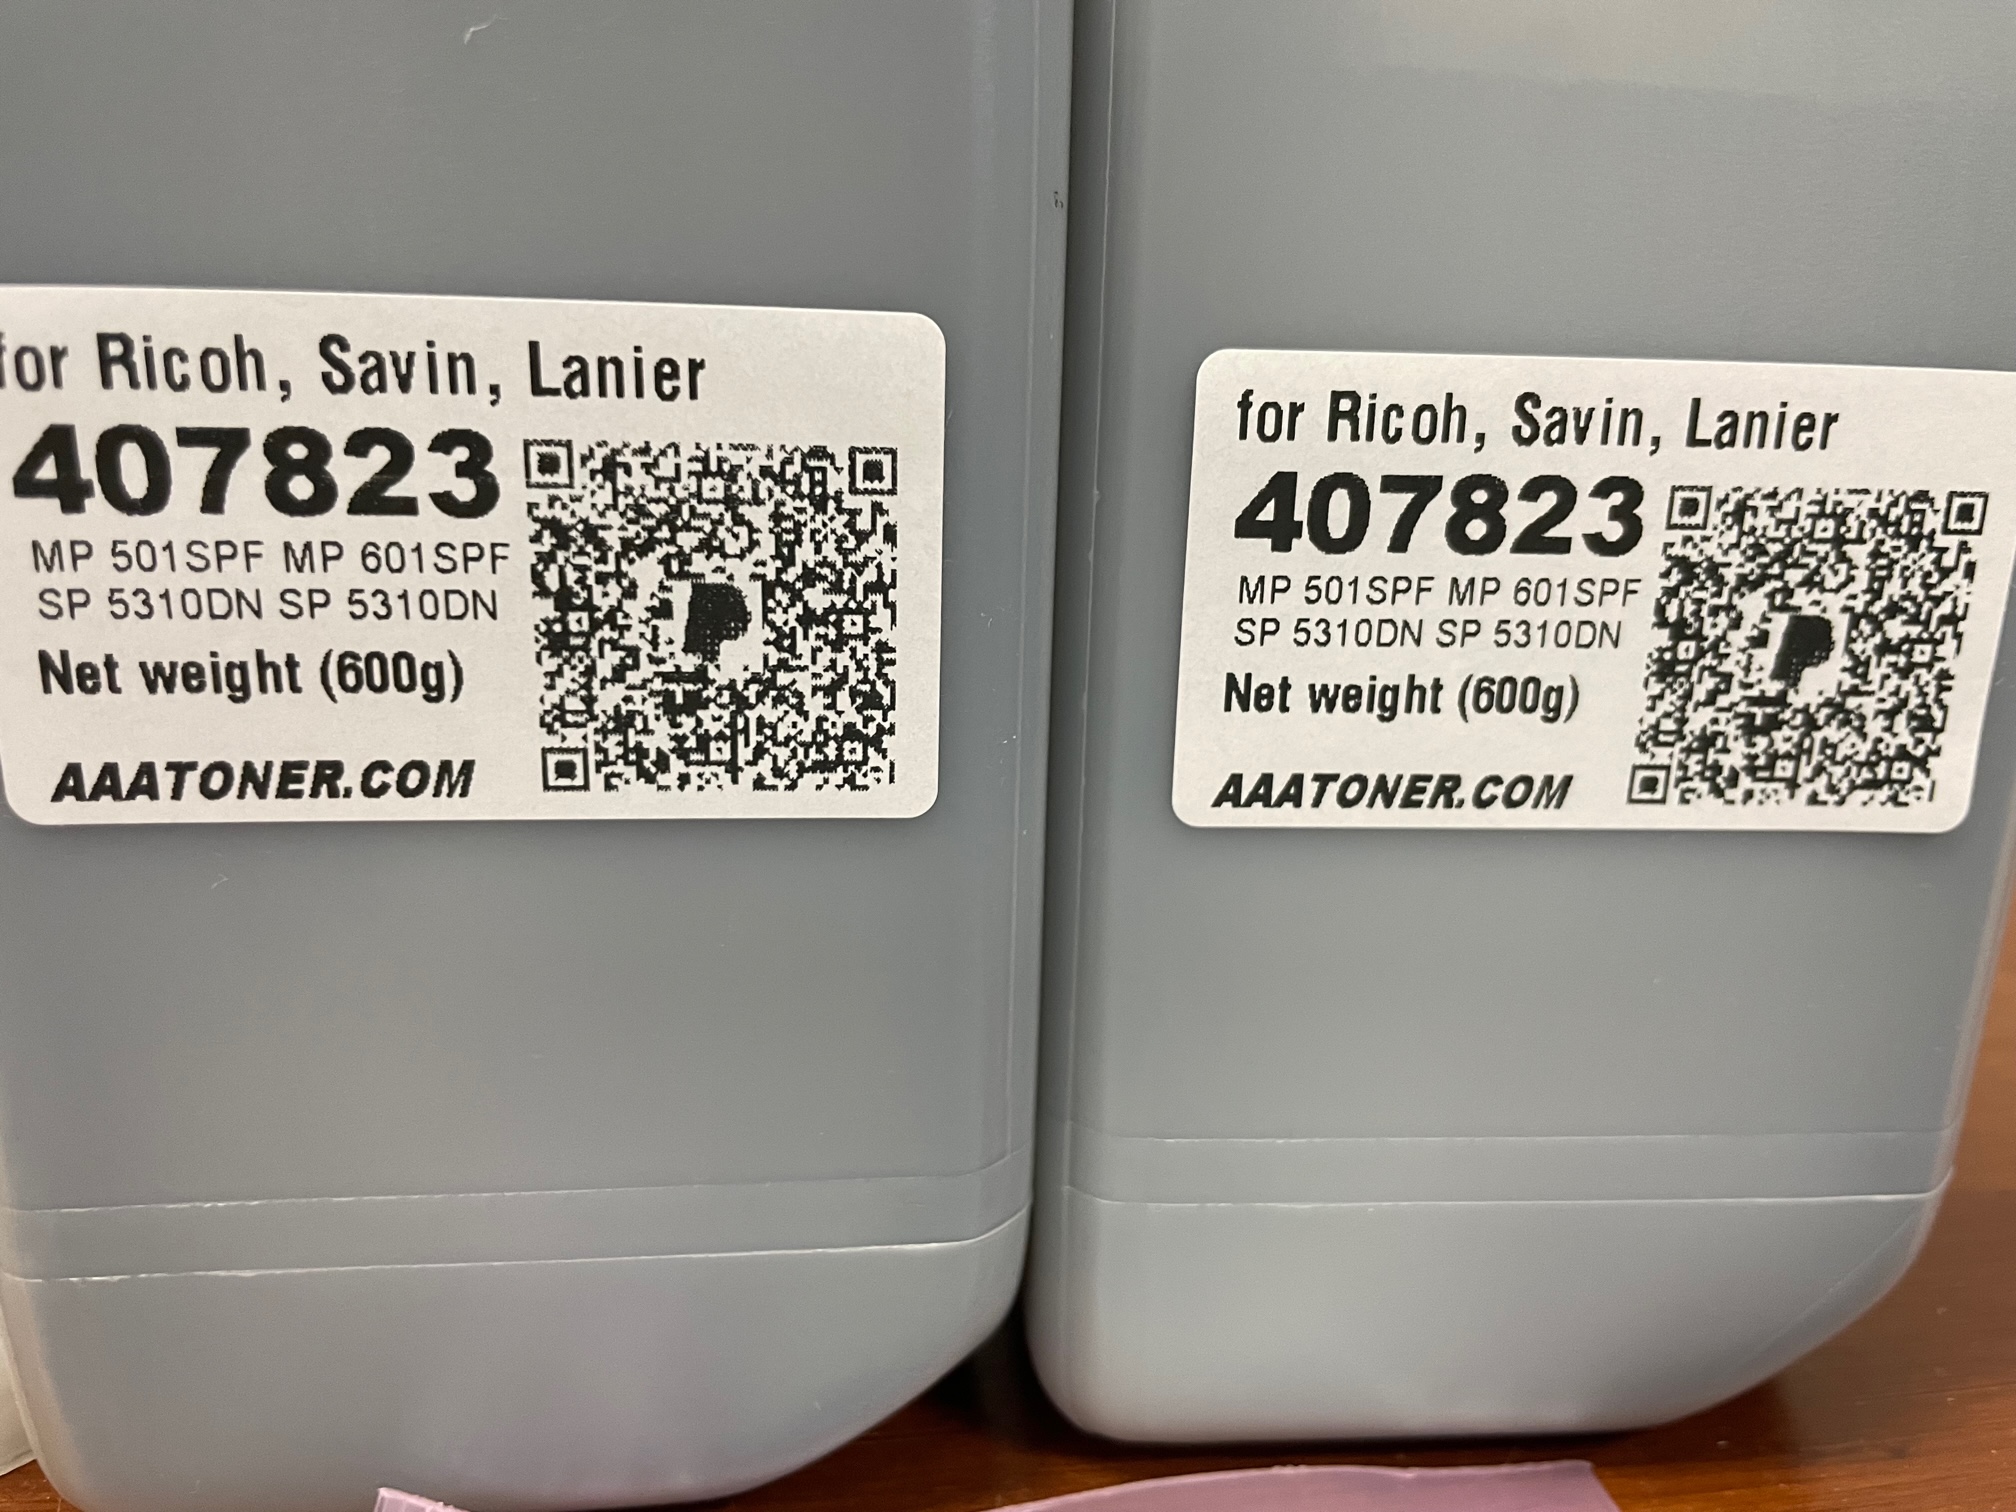 for Ricoh, Savin, Lanier
407823
MP 501SPF MP 601SPF
SP 5310DN SP 5310DN
Net weight (600g)
AAATONER.COM
for Ricoh, Savin, Lanier
407823
MP 501SPF MP 601SPF
SP 5310DN SP 5310DN
Net weight (600g)
AAATONER.COM